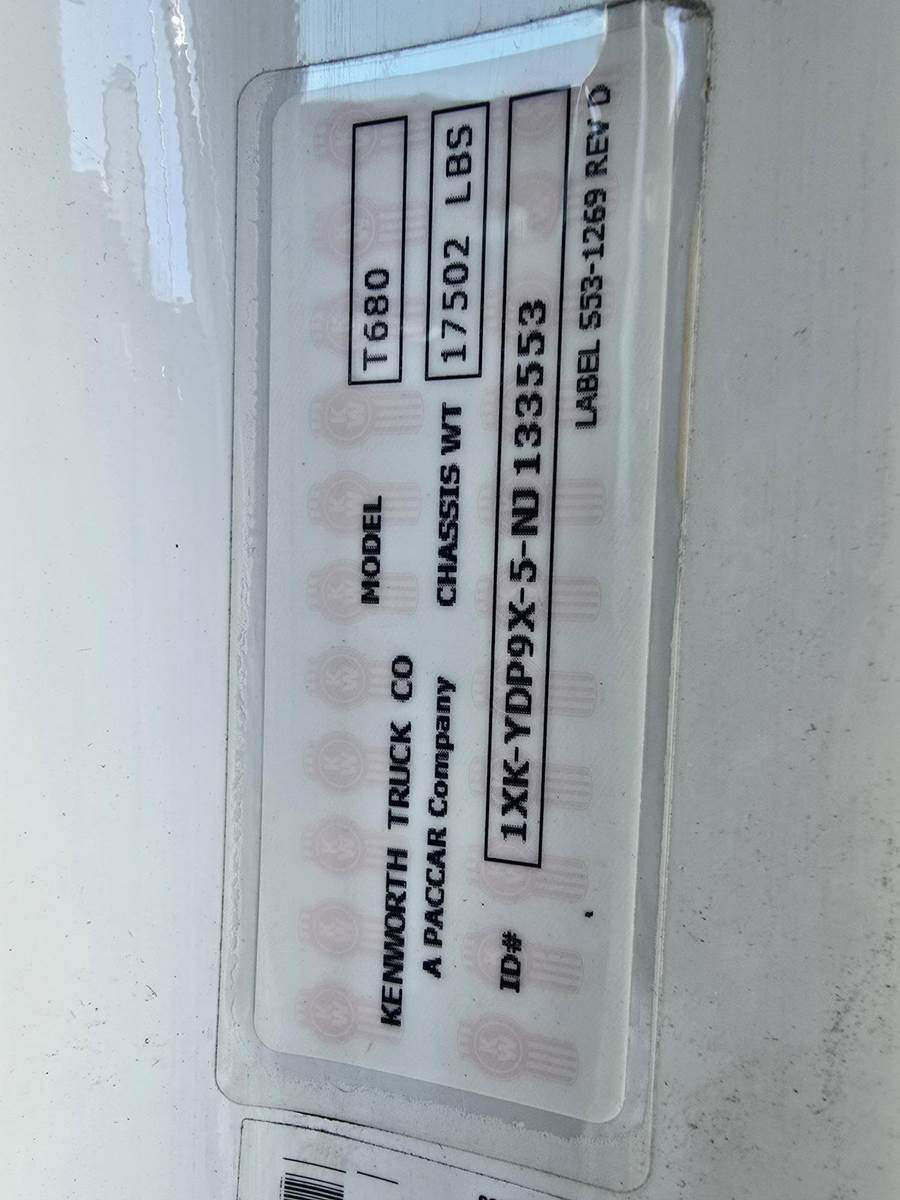 KENWORTH TRUCK CO
A PACCAR Company
MODEL T680
CHASSIS WT 17502 LBS
ID# 1XK-YDP9X-5-NJ133553
LABEL S53-1269 REV D